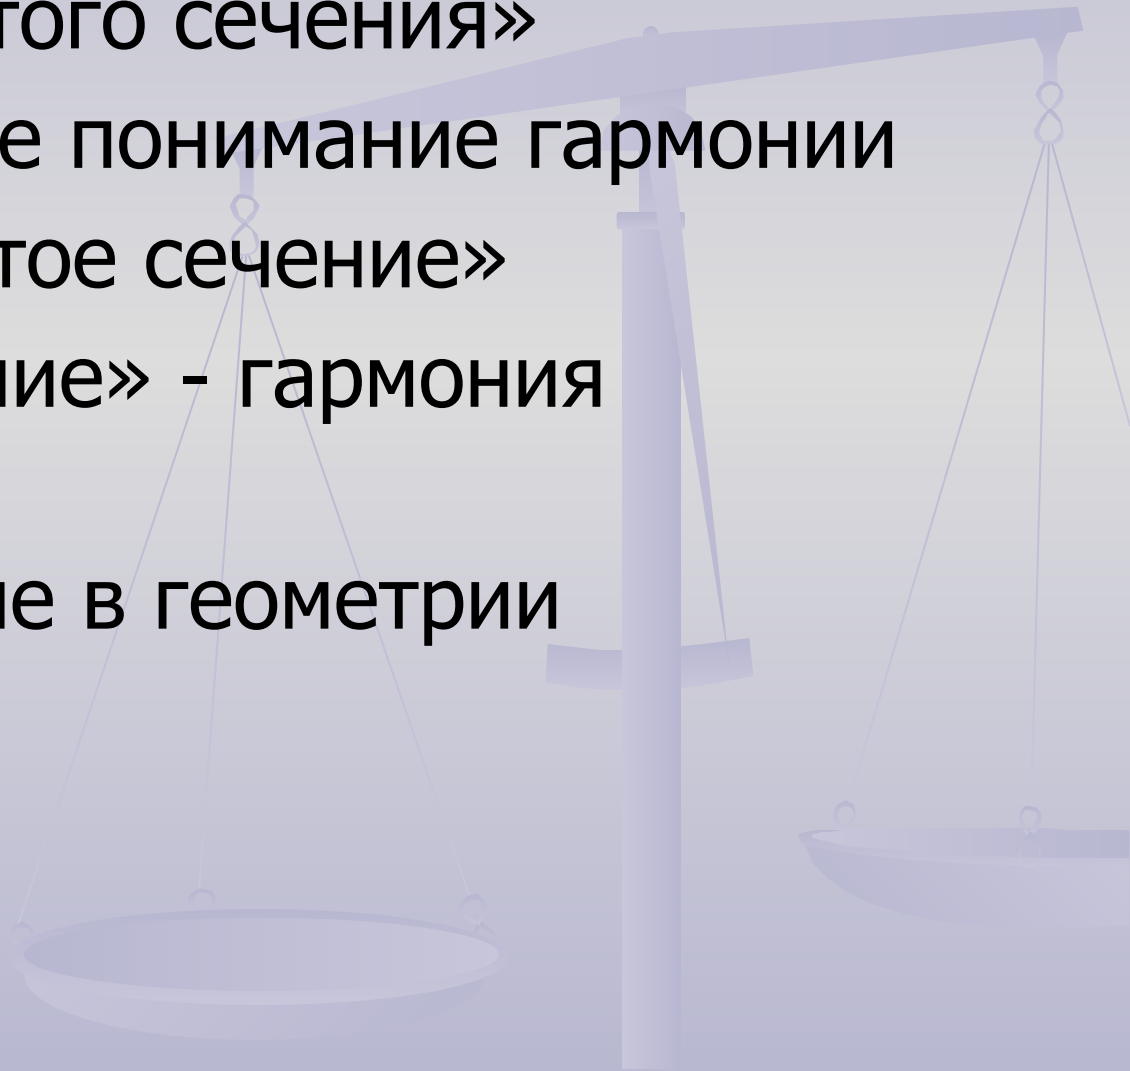 того сечения»
е понимание гармонии
тое сечение»
ие» - гармония
е в геометрии